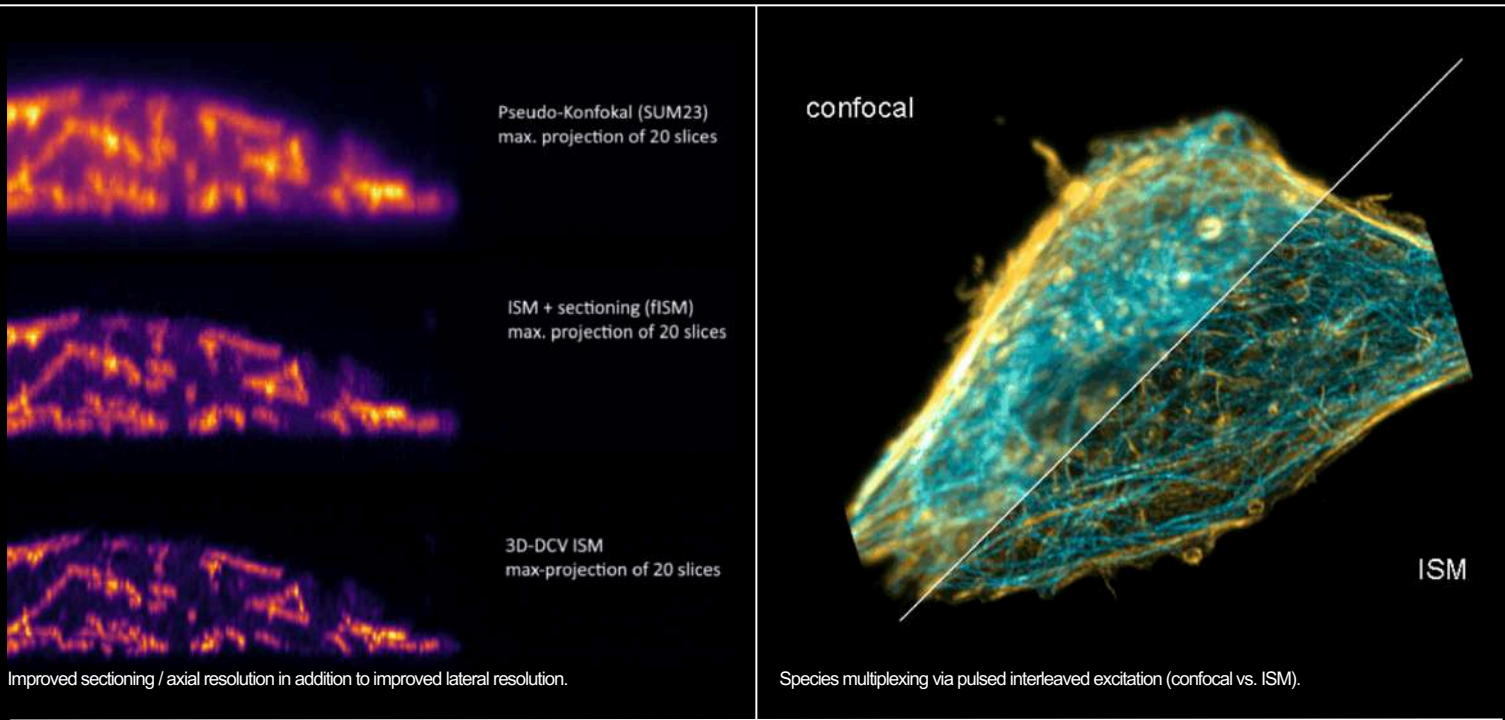 Pseudo-Konfokal (SUM23)
max. projection of 20 slices
ISM + sectioning (fISM)
max. projection of 20 slices
3D-DCV ISM
max-projection of 20 slices
Improved sectioning / axial resolution in addition to improved lateral resolution.
confocal
ISM
Species multiplexing via pulsed interleaved excitation (confocal vs. ISM).